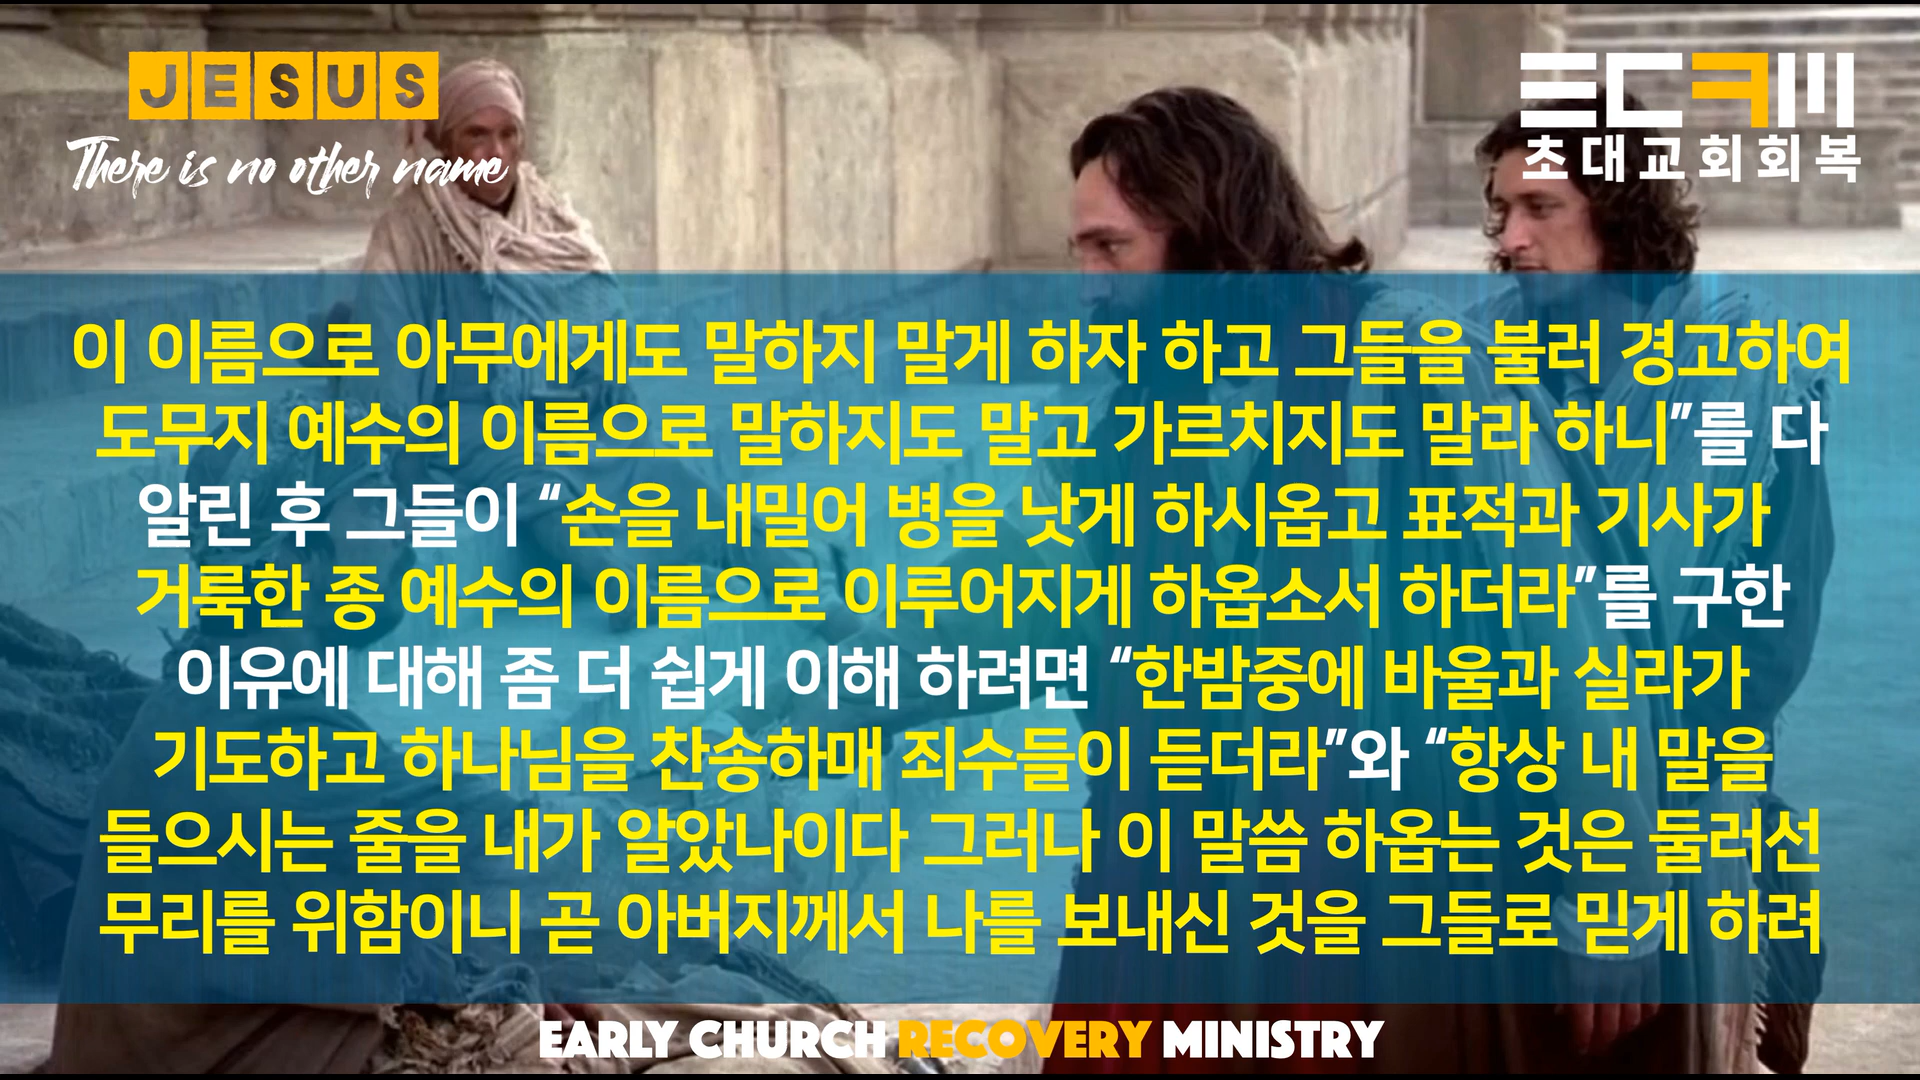 JESUS
There is no other name
ECRM
초대교회회복
이 이름으로 아무에게도 말하지 말게 하자 하고 그들을 불러 경고하여
도무지 예수의 이름으로 말하지도 말고 가르치지도 말라 하니”를 다
알린 후 그들이 “손을 내밀어 병을 낫게 하시옵고 표적과 기사가
거룩한 종 예수의 이름으로 이루어지게 하옵소서 하더라”를 구한
이유에 대해 좀 더 쉽게 이해 하려면 “한밤중에 바울과 실라가
기도하고 하나님을 찬송하매 죄수들이 듣더라”와 “항상 내 말을
들으시는 줄을 내가 알았나이다 그러나 이 말씀 하옵는 것은 둘러선
무리를 위함이니 곧 아버지께서 나를 보내신 것을 그들로 믿게 하려
EARLY CHURCH RECOVERY MINISTRY